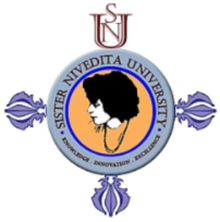 SNU
SISTER NIVEDITA UNIVERSITY
KNOWLEDGE . INNOVATION . EXCELLENCE